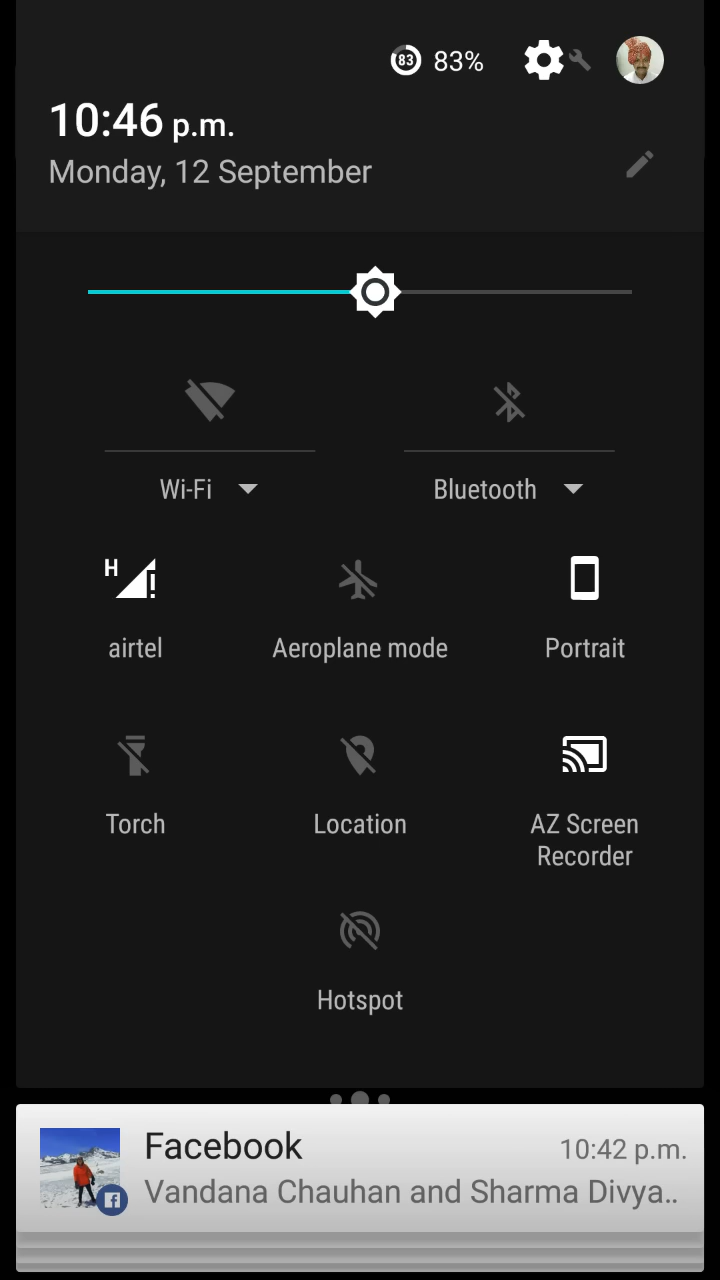 83 83%
10:46 p.m.
Monday, 12 September
Wi-Fi
Bluetooth
H
!
airtel
Aeroplane mode
Portrait
Torch
Location
AZ Screen
Recorder
Hotspot
Facebook
10:42 p.m.
Vandana Chauhan and Sharma Divya..